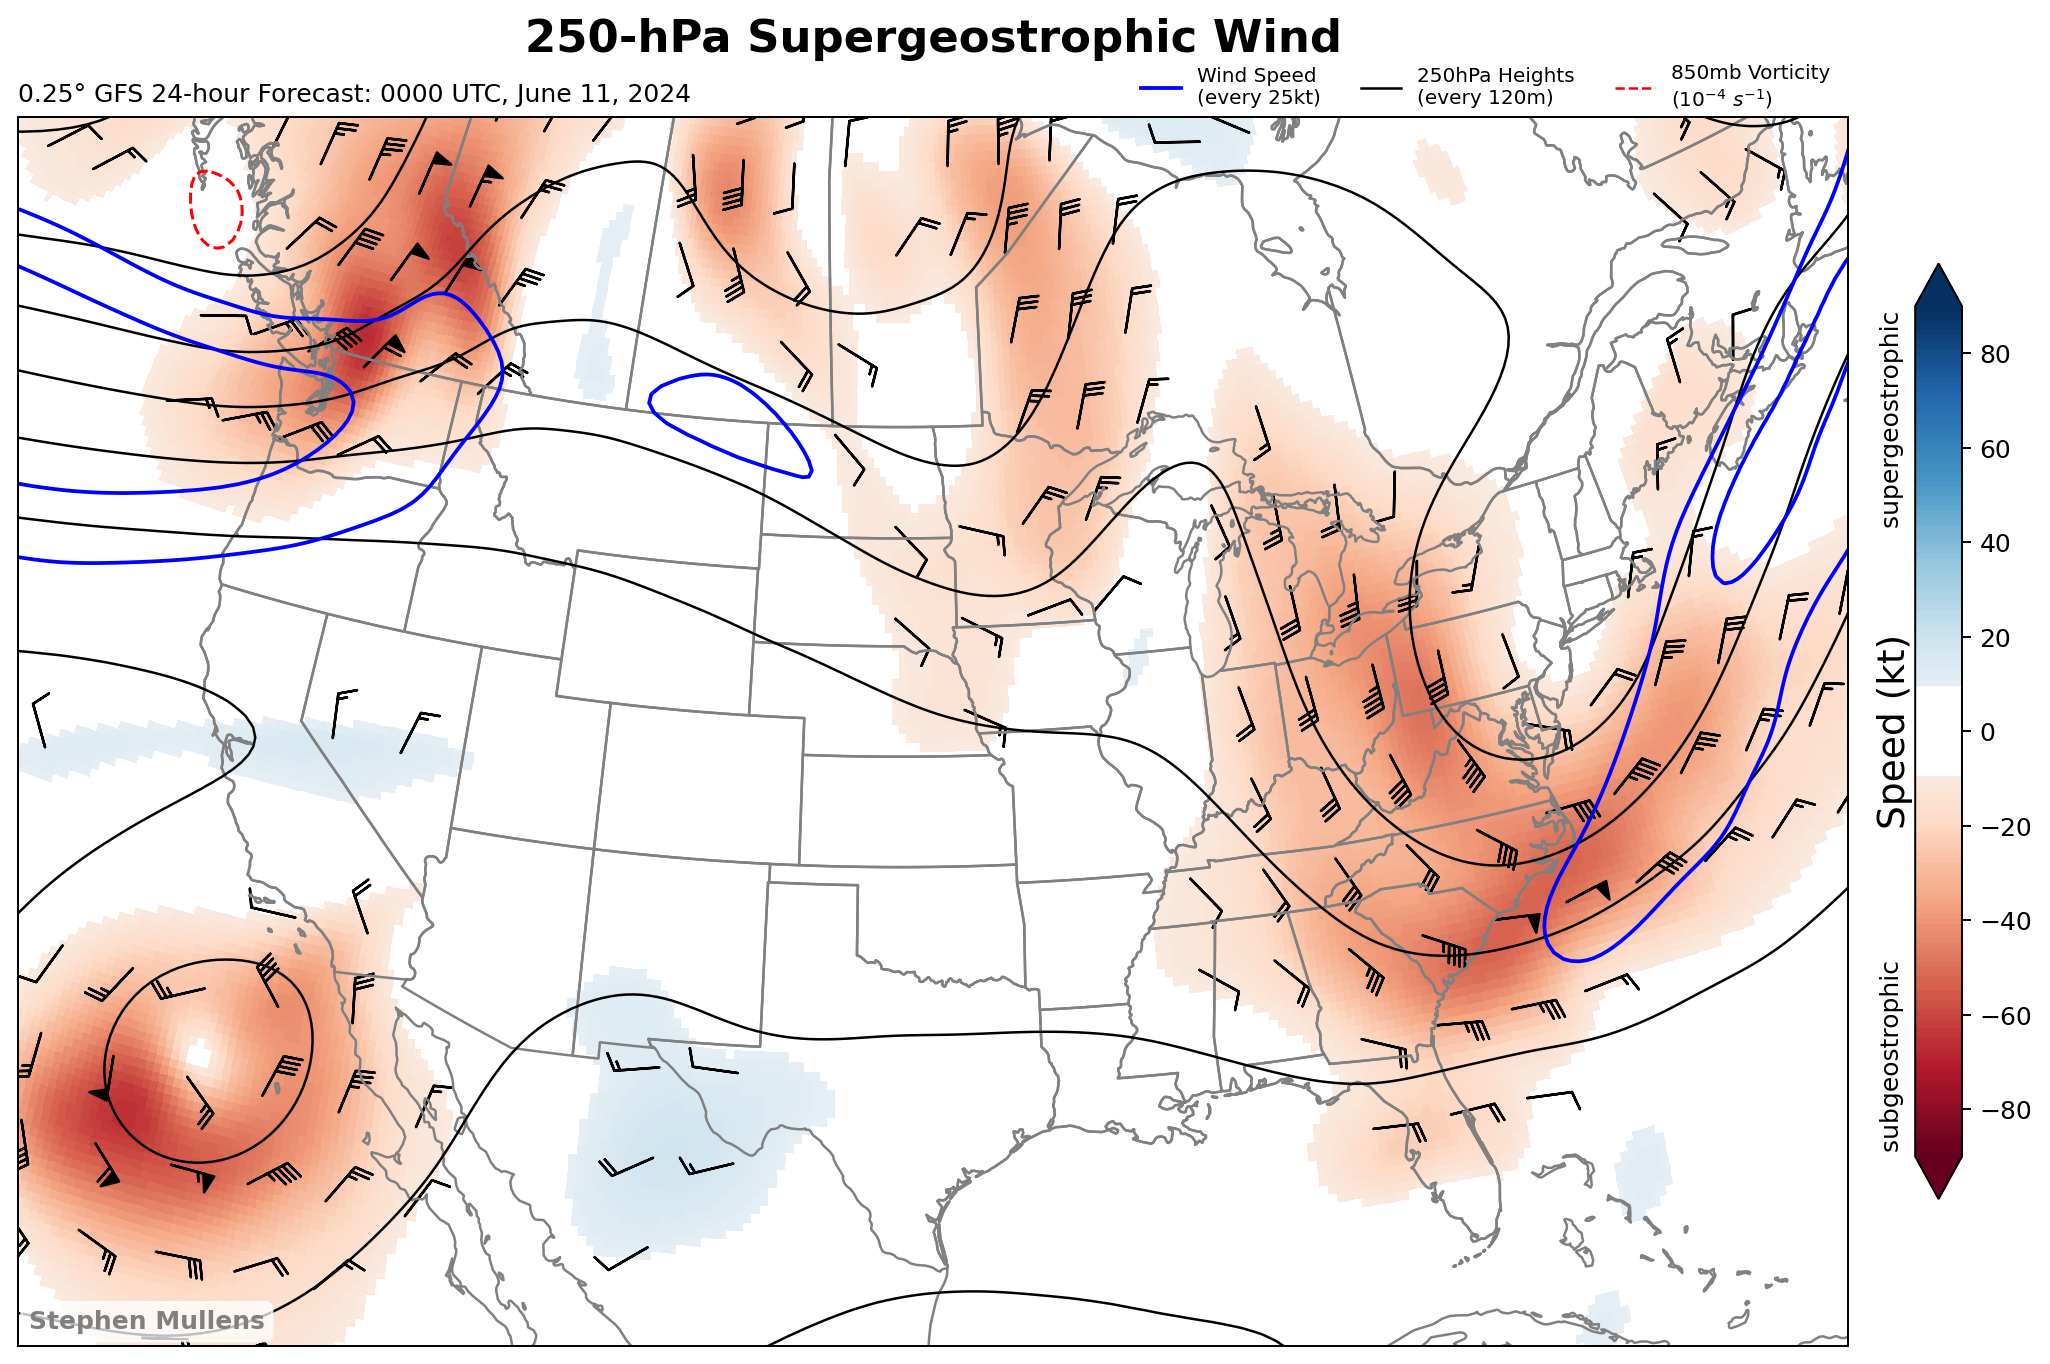 250-hPa Supergeostrophic Wind
0.25° GFS 24-hour Forecast: 0000 UTC, June 11, 2024
Wind Speed
(every 25kt)
250hPa Heights
(every 120m)
850mb Vorticity
(10⁻⁴ s⁻¹)
supergeostrophic
Speed (kt)
subgeostrophic
80
60
40
20
0
−20
−40
−60
−80
Stephen Mullens